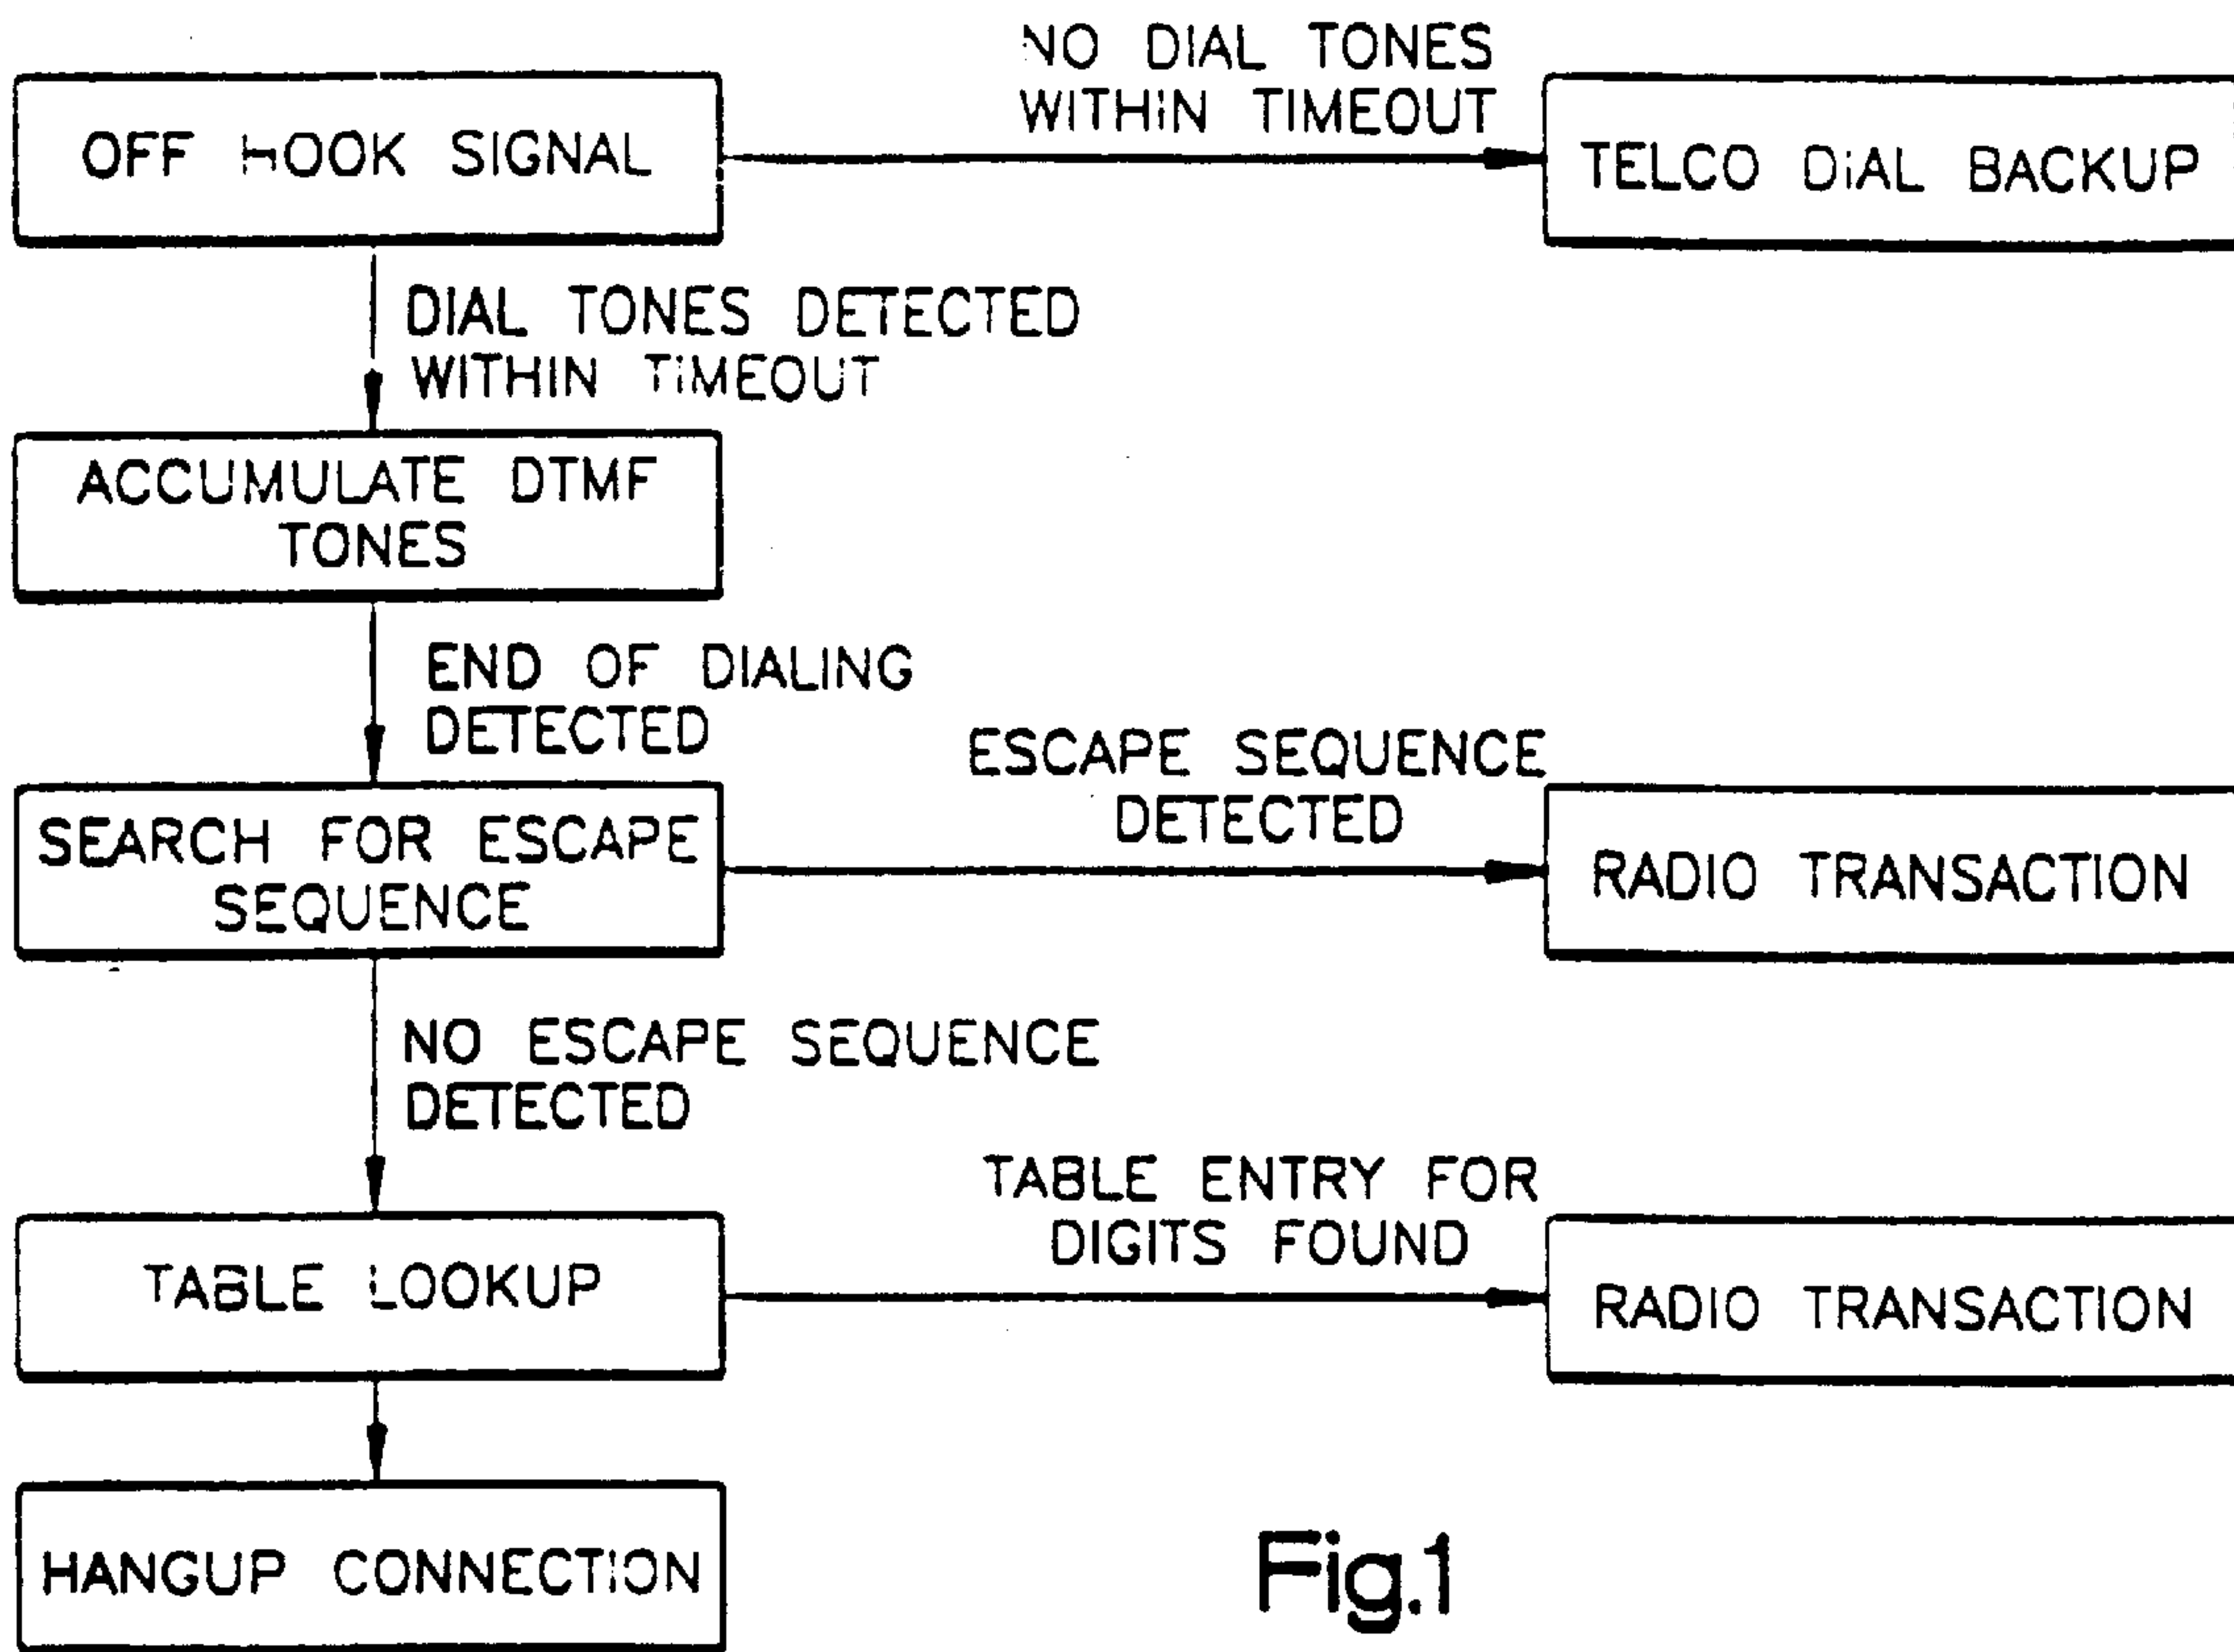 NO DIAL TONES
WITHIN TIMEOUT
OFF HOOK SIGNAL
TELCO DIAL BACKUP
DIAL TONES DETECTED
WITHIN TIMEOUT
ACCUMULATE DTMF
TONES
END OF DIALING
DETECTED
ESCAPE SEQUENCE
DETECTED
SEARCH FOR ESCAPE
SEQUENCE
RADIO TRANSACTION
NO ESCAPE SEQUENCE
DETECTED
TABLE ENTRY FOR
DIGITS FOUND
TABLE LOOKUP
RADIO TRANSACTION
HANGUP CONNECTION
Fig.1